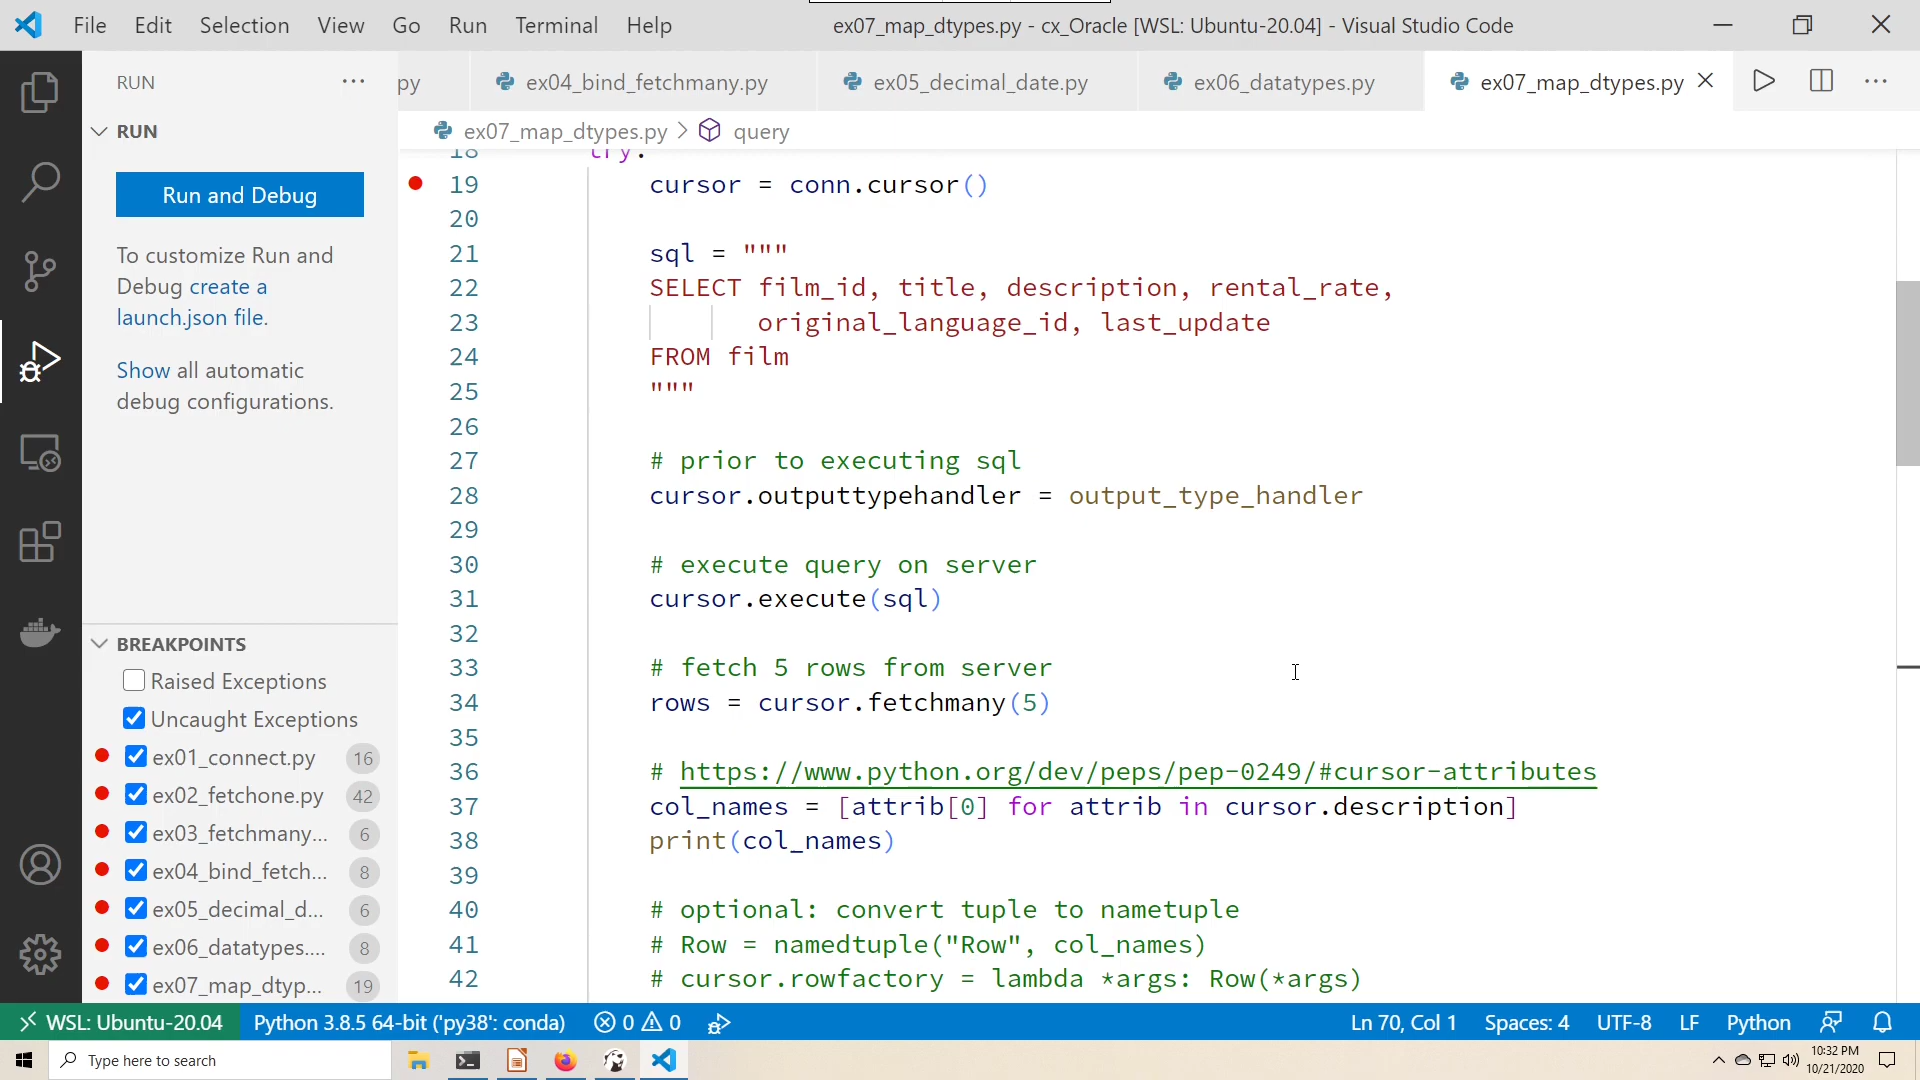 File Edit Selection View Go Run Terminal Help
ex07_map_dtypes.py - cx_Oracle [WSL: Ubuntu-20.04] - Visual Studio Code
RUN
py
ex04_bind_fetchmany.py
ex05_decimal_date.py
ex06_datatypes.py
ex07_map_dtypes.py
ex07_map_dtypes.py > query
RUN
Run and Debug
To customize Run and
Debug create a
launch.json file.
Show all automatic
debug configurations.
BREAKPOINTS
Raised Exceptions
Uncaught Exceptions
ex01_connect.py 16
ex02_fetchone.py 42
ex03_fetchmany... 6
ex04_bind_fetch... 8
ex05_decimal_d... 6
ex06_datatypes.... 8
ex07_map_dtyp... 19
18 try:
19 cursor = conn.cursor()
20
21 sql = """
22 SELECT film_id, title, description, rental_rate,
23 original_language_id, last_update
24 FROM film
25 """
26
27 # prior to executing sql
28 cursor.outputtypehandler = output_type_handler
29
30 # execute query on server
31 cursor.execute(sql)
32
33 # fetch 5 rows from server
34 rows = cursor.fetchmany(5)
35
36 # https://www.python.org/dev/peps/pep-0249/#cursor-attributes
37 col_names = [attrib[0] for attrib in cursor.description]
38 print(col_names)
39
40 # optional: convert tuple to nametuple
41 # Row = namedtuple("Row", col_names)
42 # cursor.rowfactory = lambda *args: Row(*args)
WSL: Ubuntu-20.04 Python 3.8.5 64-bit ('py38': conda) 0 0 Ln 70, Col 1 Spaces: 4 UTF-8 LF Python
Type here to search
10:32 PM
10/21/2020